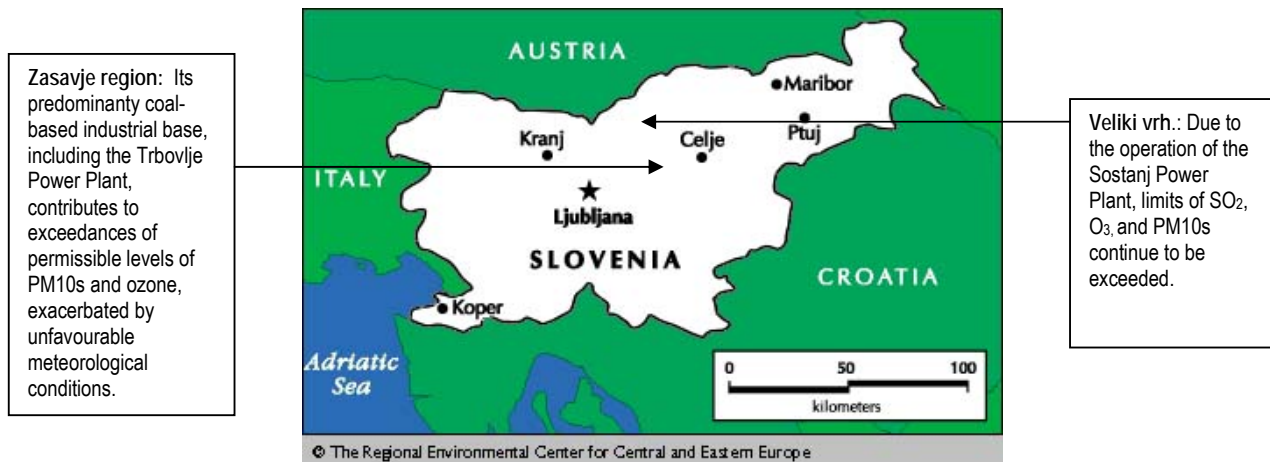 Zasavje region: Its
predominanty coal-
based industrial base,
including the Trbovlje
Power Plant,
contributes to
exceedances of
permissible levels of
PM10s and ozone,
exacerbated by
unfavourable
meteorological
conditions.
AUSTRIA
Maribor
Ptuj
Kranj
Celje
ITALY
Ljubljana
SLOVENIA
CROATIA
Koper
Adriatic
Sea
0 50 100
kilometers
© The Regional Environmental Center for Central and Eastern Europe
Veliki vrh.: Due to
the operation of the
Sostanj Power
Plant, limits of SO2,
O3, and PM10s
continue to be
exceeded.